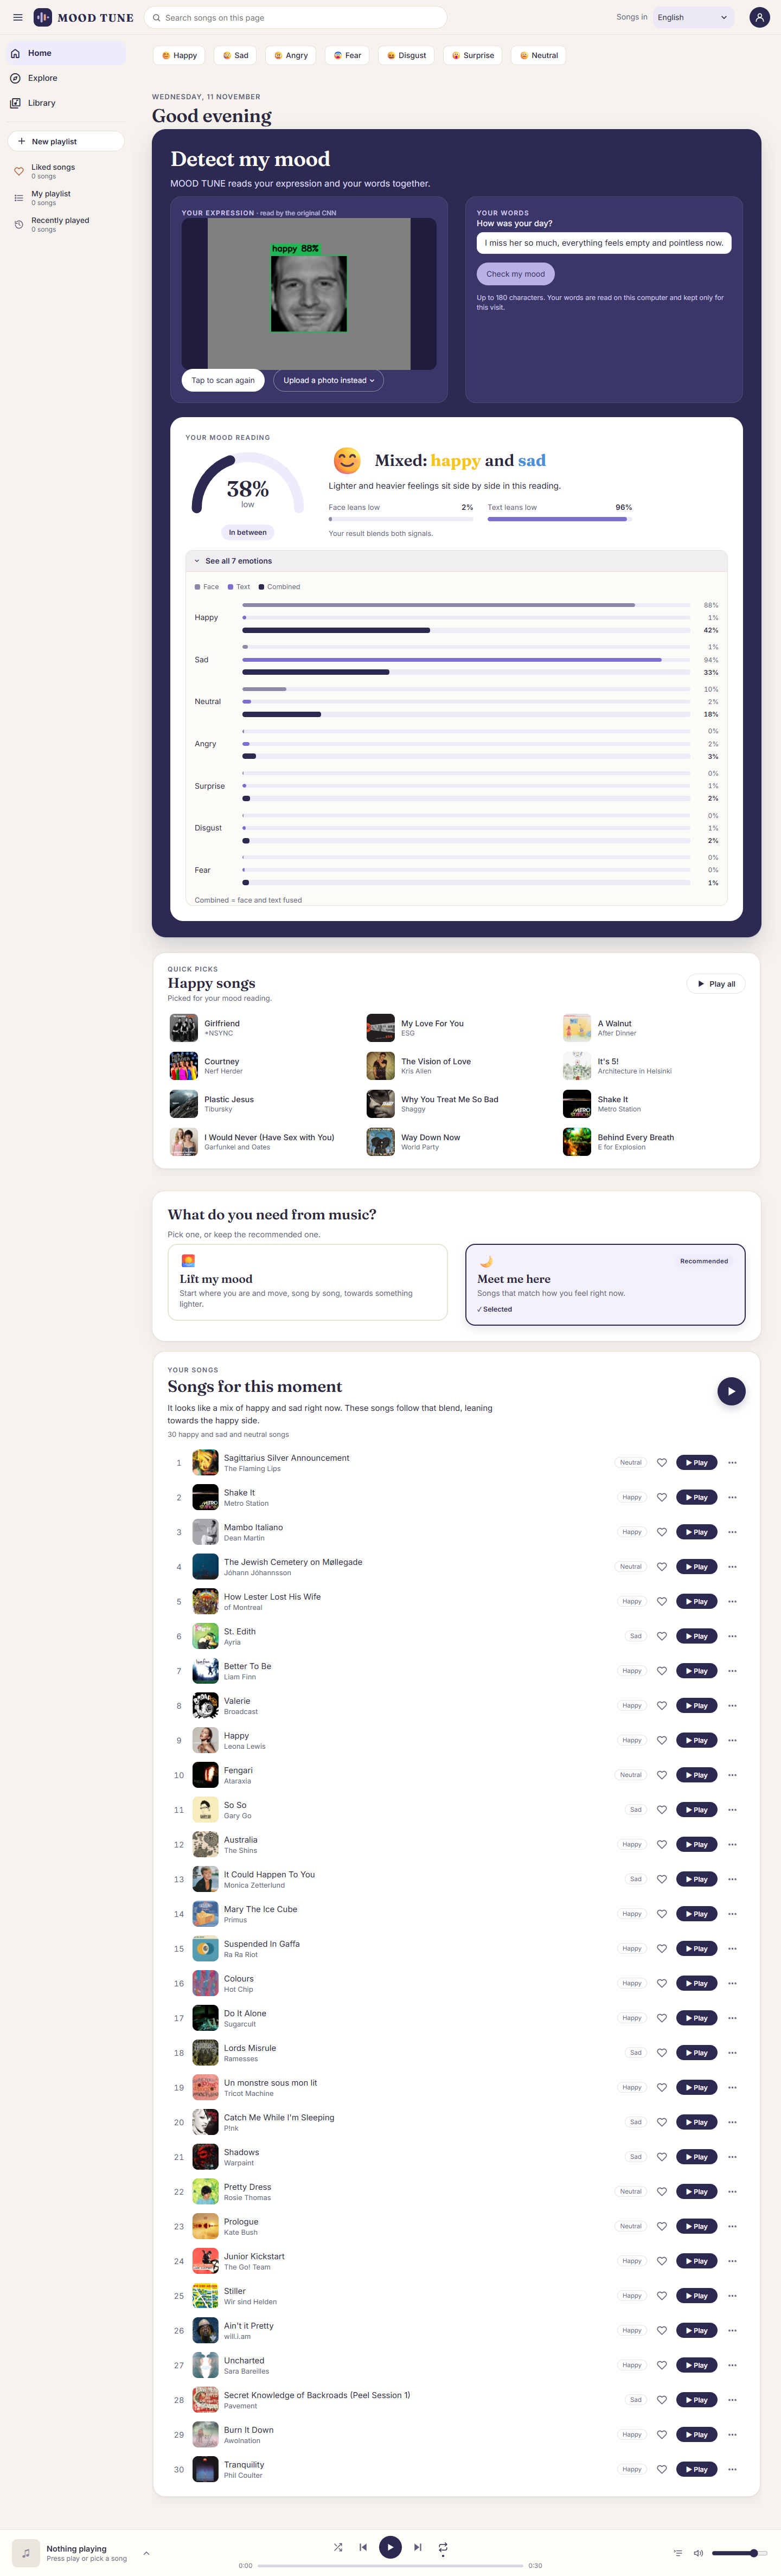 MOOD TUNE
Search songs on this page
Songs in
English
Home
Explore
Library
New playlist
Liked songs
0 songs
My playlist
0 songs
Recently played
0 songs
Happy
Sad
Angry
Fear
Disgust
Surprise
Neutral
WEDNESDAY, 11 NOVEMBER
Good evening
Detect my mood
MOOD TUNE reads your expression and your words together.
YOUR EXPRESSION · read by the original CNN
happy 88%
Tap to scan again
Upload a photo instead
YOUR WORDS
How was your day?
I miss her so much, everything feels empty and pointless now.
Check my mood
Up to 180 characters. Your words are read on this computer and kept only for
this visit.
YOUR MOOD READING
38%
low
In between
Mixed: happy and sad
Lighter and heavier feelings sit side by side in this reading.
Face leans low 2%
Text leans low 96%
Your result blends both signals.
See all 7 emotions
Face Text Combined
Happy
88%
1%
42%
Sad
1%
94%
33%
Neutral
10%
2%
18%
Angry
0%
2%
3%
Surprise
0%
1%
2%
Disgust
0%
1%
2%
Fear
0%
0%
1%
Combined = face and text fused
QUICK PICKS
Happy songs
Picked for your mood reading.
Play all
Girlfriend
*NSYNC
My Love For You
ESG
A Walnut
After Dinner
Courtney
Nerf Herder
The Vision of Love
Kris Allen
It's 5!
Architecture in Helsinki
Plastic Jesus
Tibursky
Why You Treat Me So Bad
Shaggy
Shake It
Metro Station
I Would Never (Have Sex with You)
Garfunkel and Oates
Way Down Now
World Party
Behind Every Breath
E for Explosion
What do you need from music?
Pick one, or keep the recommended one.
Lift my mood
Start where you are and move, song by song, towards something
lighter.
Recommended
Meet me here
Songs that match how you feel right now.
✓ Selected
YOUR SONGS
Songs for this moment
It looks like a mix of happy and sad right now. These songs follow that blend, leaning
towards the happy side.
30 happy and sad and neutral songs
1 Sagittarius Silver Announcement Neutral Play
The Flaming Lips
2 Shake It Happy Play
Metro Station
3 Mambo Italiano Happy Play
Dean Martin
4 The Jewish Cemetery on Møllegade Neutral Play
Jóhann Jóhannsson
5 How Lester Lost His Wife Happy Play
of Montreal
6 St. Edith Sad Play
Ayria
7 Better To Be Happy Play
Liam Finn
8 Valerie Happy Play
Broadcast
9 Happy Happy Play
Leona Lewis
10 Fengari Neutral Play
Ataraxia
11 So So Sad Play
Gary Go
12 Australia Happy Play
The Shins
13 It Could Happen To You Sad Play
Monica Zetterlund
14 Mary The Ice Cube Happy Play
Primus
15 Suspended In Gaffa Happy Play
Ra Ra Riot
16 Colours Happy Play
Hot Chip
17 Do It Alone Happy Play
Sugarcult
18 Lords Misrule Sad Play
Ramesses
19 Un monstre sous mon lit Happy Play
Tricot Machine
20 Catch Me While I'm Sleeping Sad Play
P!nk
21 Shadows Sad Play
Warpaint
22 Pretty Dress Neutral Play
Rosie Thomas
23 Prologue Neutral Play
Kate Bush
24 Junior Kickstart Happy Play
The Go! Team
25 Stiller Happy Play
Wir sind Helden
26 Ain't it Pretty Happy Play
will.i.am
27 Uncharted Happy Play
Sara Bareilles
28 Secret Knowledge of Backroads (Peel Session 1) Sad Play
Pavement
29 Burn It Down Happy Play
Awolnation
30 Tranquility Happy Play
Phil Coulter
Nothing playing
Press play or pick a song
0:00
0:30